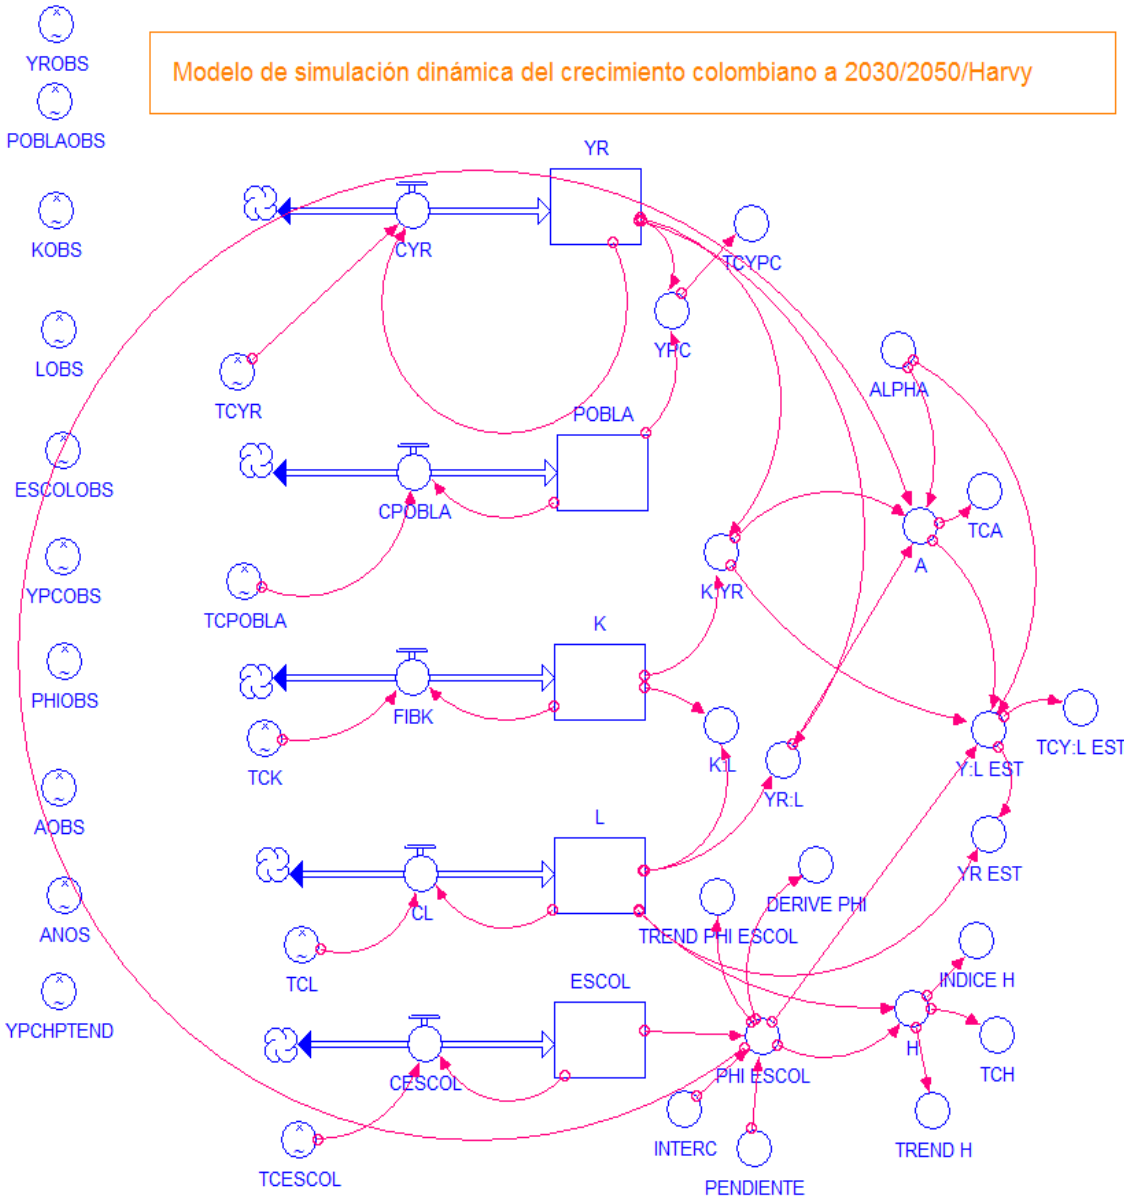 YROBS
Modelo de simulación dinámica del crecimiento colombiano a 2030/2050/Harvy
POBLAOBS
YR
KOBS
CYR
TCYPC
LOBS
YPC
ALPHA
TCYR
POBLA
ESCOLOBS
CPOBLA
TCA
A
YPCOBS
K:YR
TCPOBLA
K
PHIOBS
FIBK
TCK
K:L
Y:L EST
TCY:L EST
YR:L
AOBS
L
YR EST
CL
DERIVE PHI
ANOS
TREND PHI ESCOL
TCL
ESCOL
INDICE H
YPCHPTEND
H
CESCOL
PHI ESCOL
TCH
INTERC
TREND H
TCESCOL
PENDIENTE